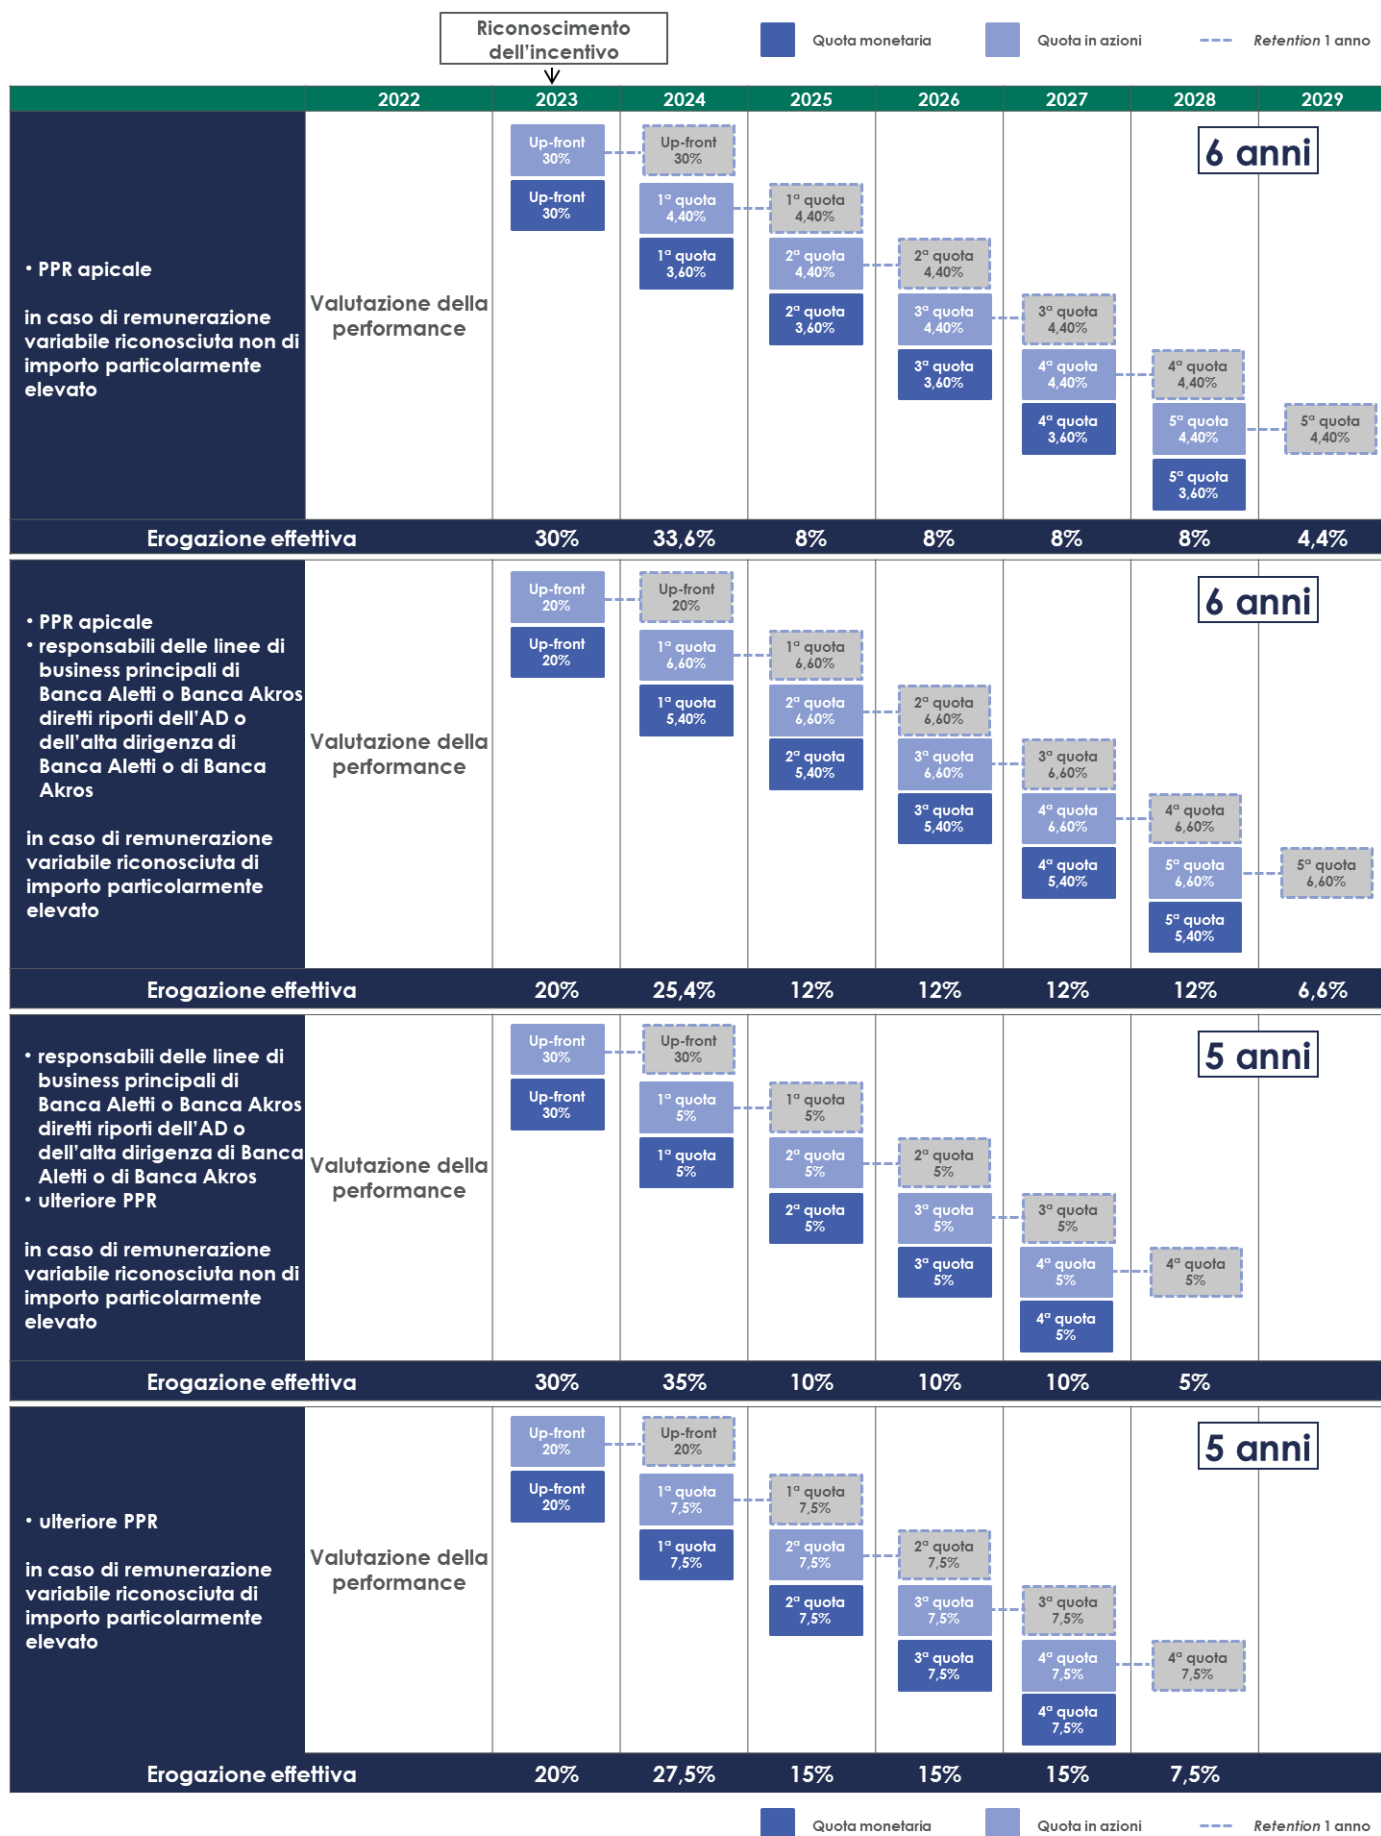 Riconoscimento
dell'incentivo
Quota monetaria
Quota in azioni
Retention 1 anno
2022 2023 2024 2025 2026 2027 2028 2029
• PPR apicale
in caso di remunerazione
variabile riconosciuta non di
importo particolarmente
elevato
Valutazione della
performance
6 anni
Up-front
30%
Up-front
30%
Up-front
30%
1ª quota
4,40%
1ª quota
3,60%
1ª quota
4,40%
2ª quota
4,40%
2ª quota
3,60%
2ª quota
4,40%
3ª quota
4,40%
3ª quota
3,60%
3ª quota
4,40%
4ª quota
4,40%
4ª quota
3,60%
4ª quota
4,40%
5ª quota
4,40%
5ª quota
3,60%
5ª quota
4,40%
Erogazione effettiva 30% 33,6% 8% 8% 8% 8% 4,4%
• PPR apicale
• responsabili delle linee di
business principali di
Banca Aletti o Banca Akros
diretti riporti dell'AD o
dell'alta dirigenza di
Banca Aletti o di Banca
Akros
in caso di remunerazione
variabile riconosciuta di
importo particolarmente
elevato
Valutazione della
performance
6 anni
Up-front
20%
Up-front
20%
Up-front
20%
1ª quota
6,60%
1ª quota
5,40%
1ª quota
6,60%
2ª quota
6,60%
2ª quota
5,40%
2ª quota
6,60%
3ª quota
6,60%
3ª quota
5,40%
3ª quota
6,60%
4ª quota
6,60%
4ª quota
5,40%
4ª quota
6,60%
5ª quota
6,60%
5ª quota
5,40%
5ª quota
6,60%
Erogazione effettiva 20% 25,4% 12% 12% 12% 12% 6,6%
• responsabili delle linee di
business principali di
Banca Aletti o Banca Akros
diretti riporti dell'AD o
dell'alta dirigenza di Banca
Aletti o di Banca Akros
• ulteriore PPR
in caso di remunerazione
variabile riconosciuta non di
importo particolarmente
elevato
Valutazione della
performance
5 anni
Up-front
30%
Up-front
30%
Up-front
30%
1ª quota
5%
1ª quota
5%
1ª quota
5%
2ª quota
5%
2ª quota
5%
2ª quota
5%
3ª quota
5%
3ª quota
5%
3ª quota
5%
4ª quota
5%
4ª quota
5%
4ª quota
5%
Erogazione effettiva 30% 35% 10% 10% 10% 5%
• ulteriore PPR
in caso di remunerazione
variabile riconosciuta di
importo particolarmente
elevato
Valutazione della
performance
5 anni
Up-front
20%
Up-front
20%
Up-front
20%
1ª quota
7,5%
1ª quota
7,5%
1ª quota
7,5%
2ª quota
7,5%
2ª quota
7,5%
2ª quota
7,5%
3ª quota
7,5%
3ª quota
7,5%
3ª quota
7,5%
4ª quota
7,5%
4ª quota
7,5%
4ª quota
7,5%
Erogazione effettiva 20% 27,5% 15% 15% 15% 7,5%
Quota monetaria
Quota in azioni
Retention 1 anno